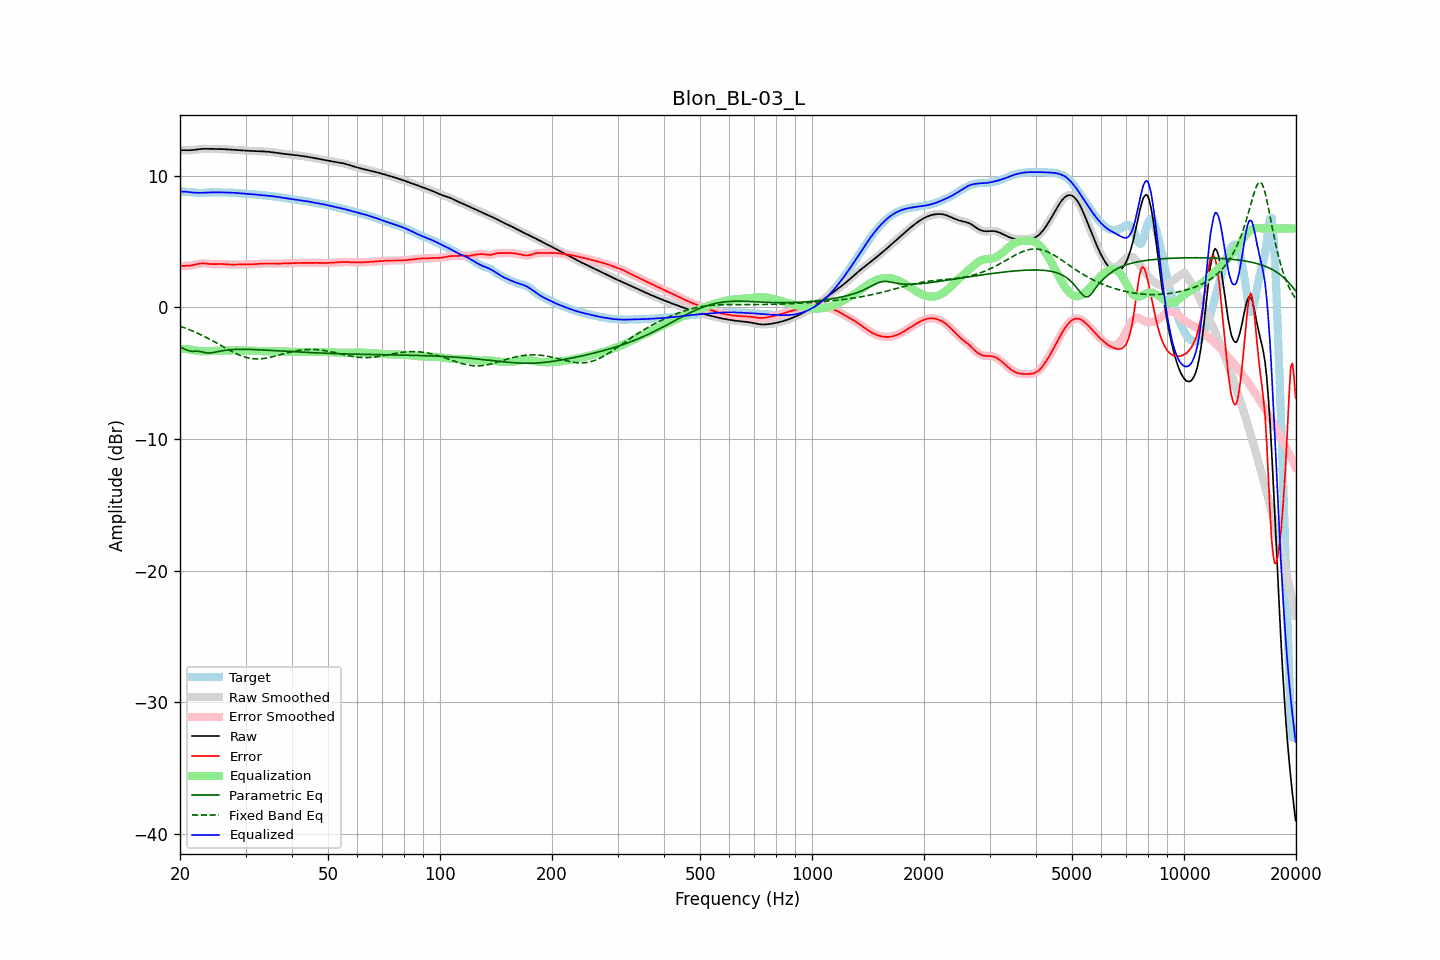 Blon_BL-03_L
Amplitude (dBr)
10
0
−10
−20
−30
−40
Target
Raw Smoothed
Error Smoothed
Raw
Error
Equalization
Parametric Eq
Fixed Band Eq
Equalized
20 50 100 200 500 1000 2000 5000 10000 20000
Frequency (Hz)